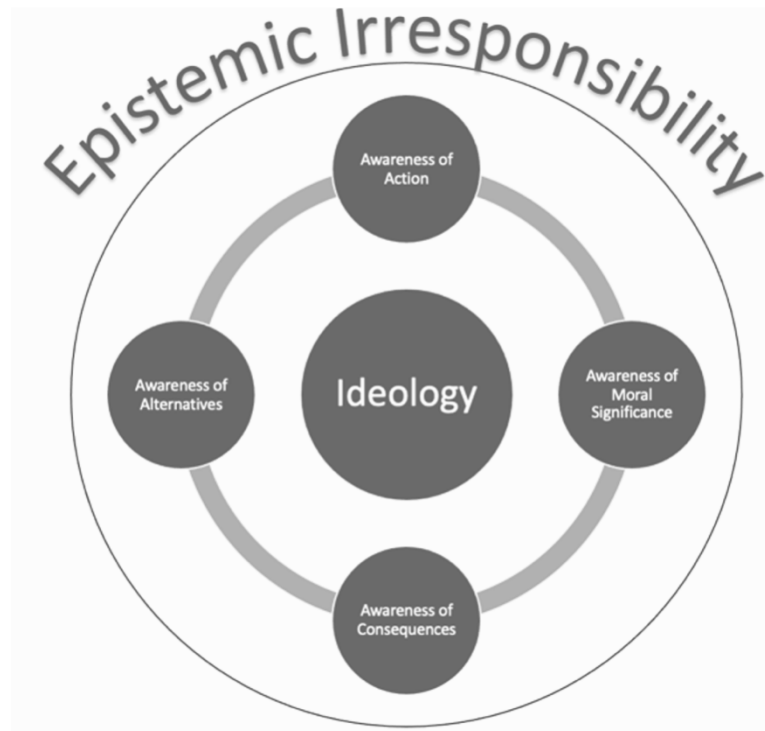 Epistemic Irresponsibility
Awareness of
Action
Awareness of
Alternatives
Ideology
Awareness of
Moral
Significance
Awareness of
Consequences